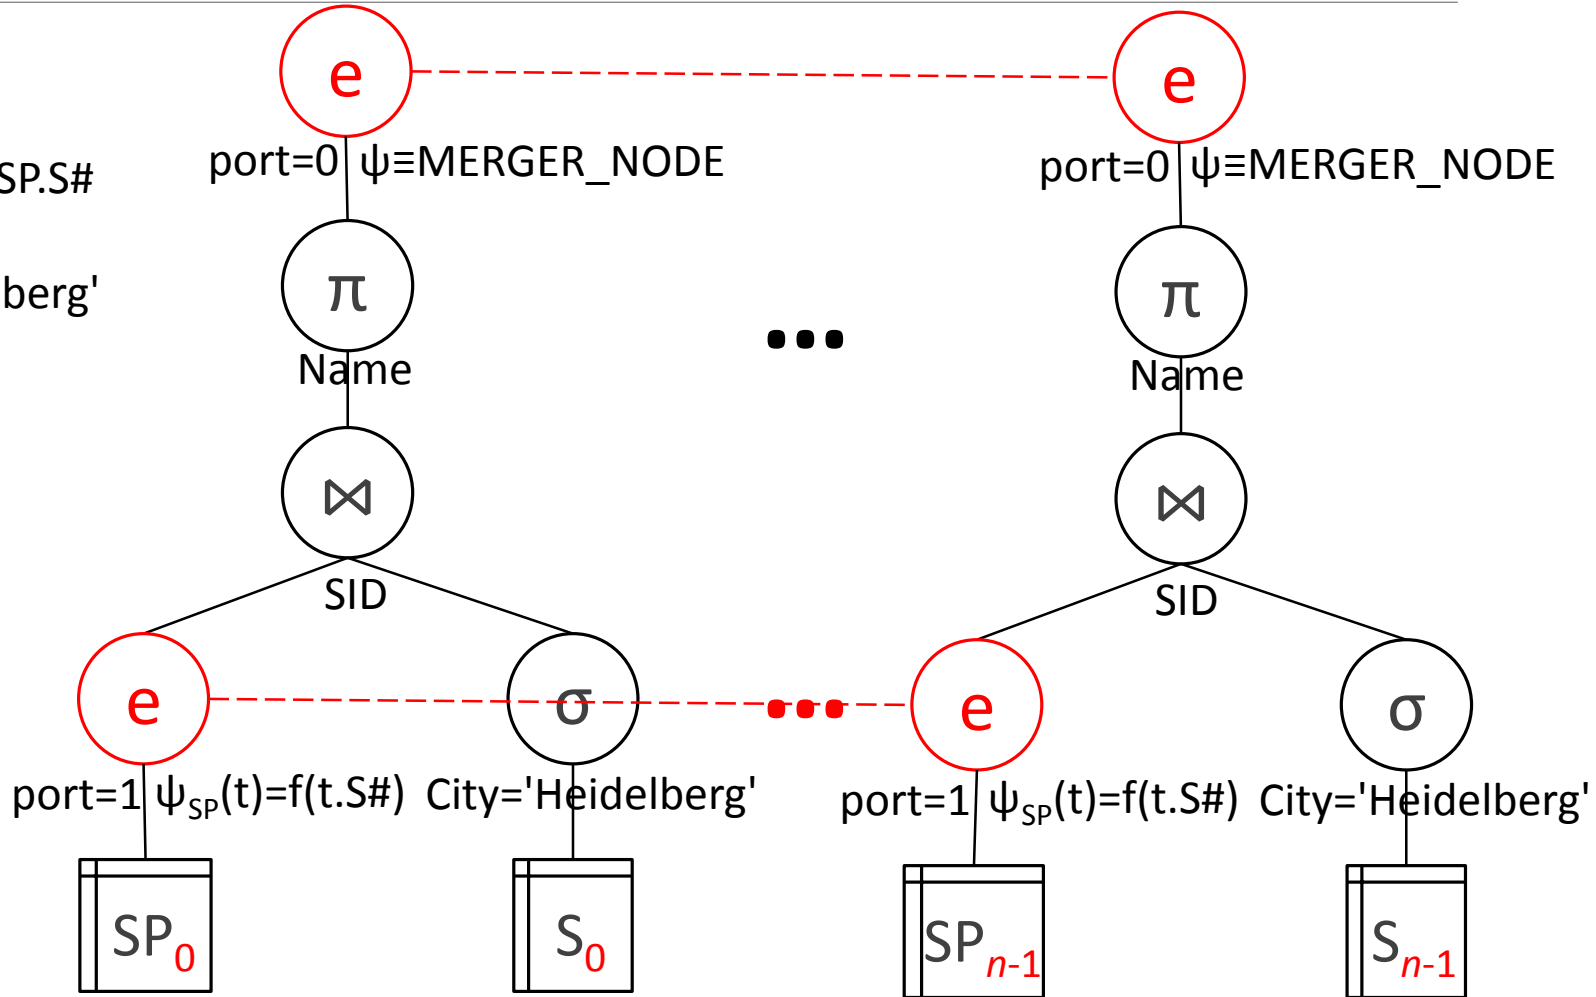 e e
port=0 ψ≡MERGER_NODE port=0 ψ≡MERGER_NODE
SP.S#
π π
berg'
...
Name Name
⋈ ⋈
SID SID
e σ ... e σ
port=1 ψSP(t)=f(t.S#) City='Heidelberg' port=1 ψSP(t)=f(t.S#) City='Heidelberg'
SP0 S0 SPn-1 Sn-1